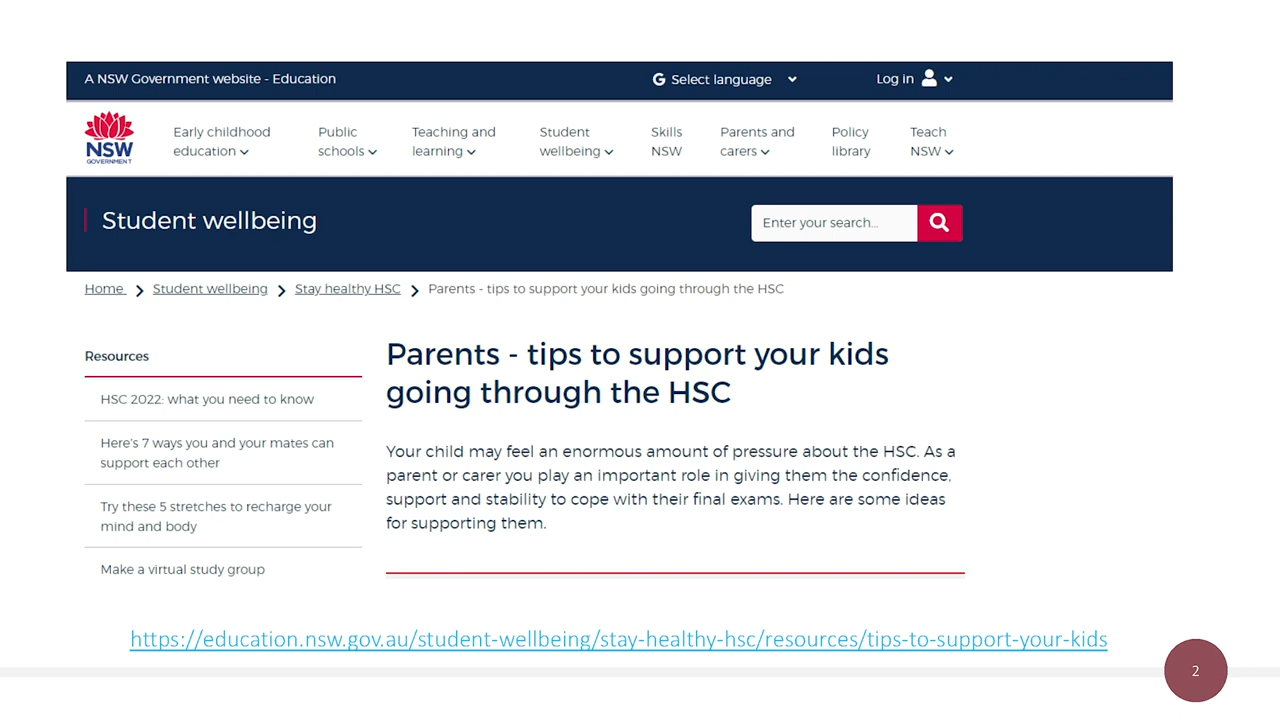 A NSW Government website - Education
G Select language
Log in
NSW
GOVERNMENT
Early childhood
education
Public
schools
Teaching and
learning
Student
wellbeing
Skills
NSW
Parents and
carers
Policy
library
Teach
NSW
Student wellbeing
Enter your search...
Home
Student wellbeing
Stay healthy HSC
Parents - tips to support your kids going through the HSC
Resources
HSC 2022: what you need to know
Here's 7 ways you and your mates can
support each other
Try these 5 stretches to recharge your
mind and body
Make a virtual study group
Parents - tips to support your kids
going through the HSC
Your child may feel an enormous amount of pressure about the HSC. As a
parent or carer you play an important role in giving them the confidence,
support and stability to cope with their final exams. Here are some ideas
for supporting them.
https://education.nsw.gov.au/student-wellbeing/stay-healthy-hsc/resources/tips-to-support-your-kids
2